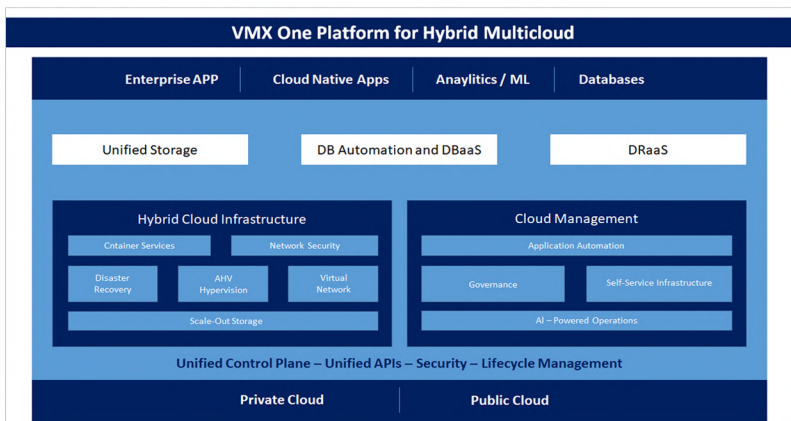 VMX One Platform for Hybrid Multicloud
Enterprise APP
Cloud Native Apps
Anaylitics / ML
Databases
Unified Storage
DB Automation and DBaaS
DRaaS
Hybrid Cloud Infrastructure
Cntainer Services
Network Security
Disaster
Recovery
AHV
Hypervision
Virtual
Network
Scale-Out Storage
Cloud Management
Application Automation
Governance
Self-Service Infrastructure
AI – Powered Operations
Unified Control Plane – Unified APIs – Security – Lifecycle Management
Private Cloud
Public Cloud